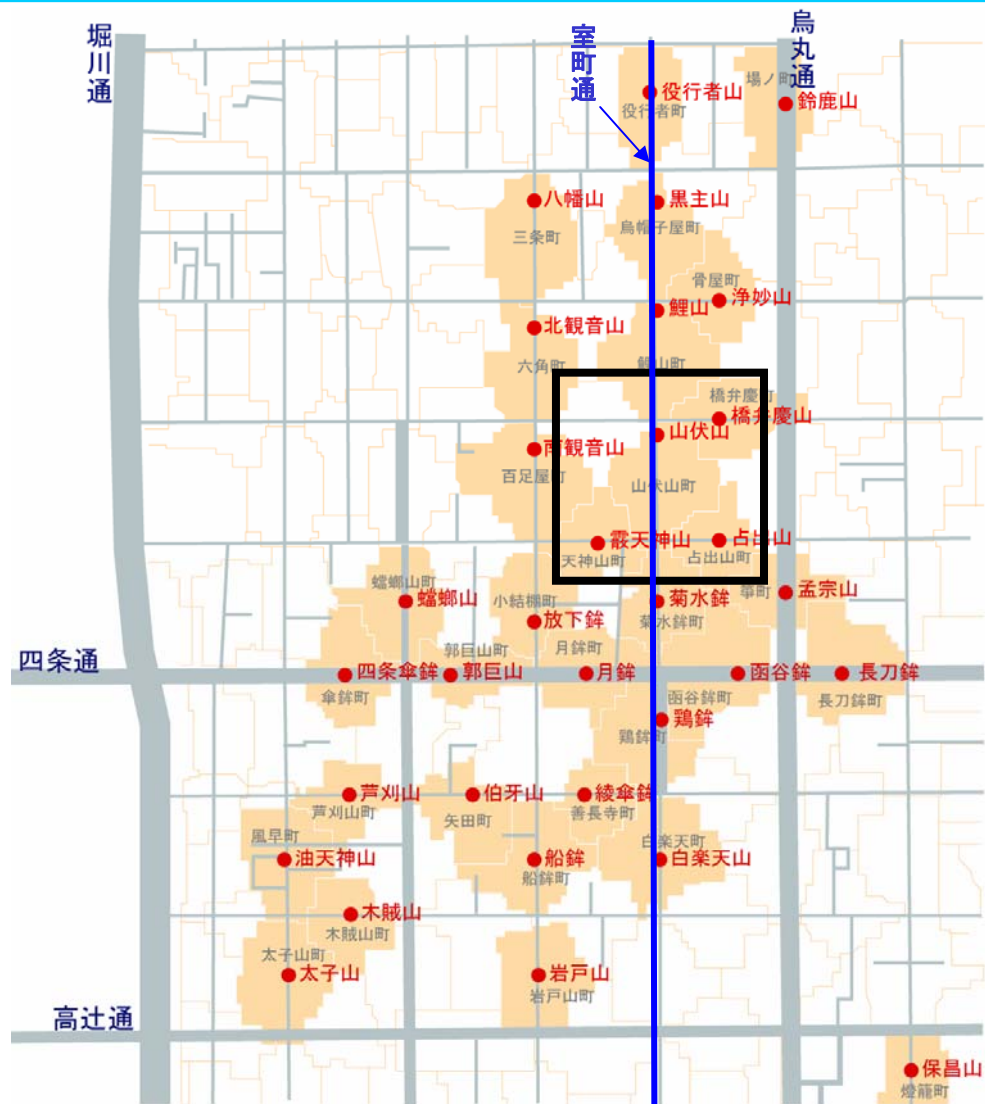 堀川通
室町通
烏丸通
役行者山
役行者町
場ノ町
鈴鹿山
八幡山
三条町
黒主山
烏帽子屋町
骨屋町
浄妙山
鯉山
北観音山
六角町
鯉山町
橋弁慶町
橋弁慶山
山伏山
南観音山
百足屋町
山伏山町
霰天神山
天神山町
占出山
占出山町
蟷螂山町
蟷螂山
小結棚町
放下鉾
菊水鉾
菊水鉾町
笋町
孟宗山
郭巨山町
月鉾町
四条通
四条傘鉾
傘鉾町
郭巨山
月鉾
函谷鉾
函谷鉾町
長刀鉾
長刀鉾町
鶏鉾
鶏鉾町
芦刈山
芦刈山町
伯牙山
矢田町
綾傘鉾
善長寺町
風早町
油天神山
船鉾
船鉾町
白楽天町
白楽天山
木賊山
木賊山町
太子山町
太子山
岩戸山
岩戸山町
高辻通
保昌山
燈籠町